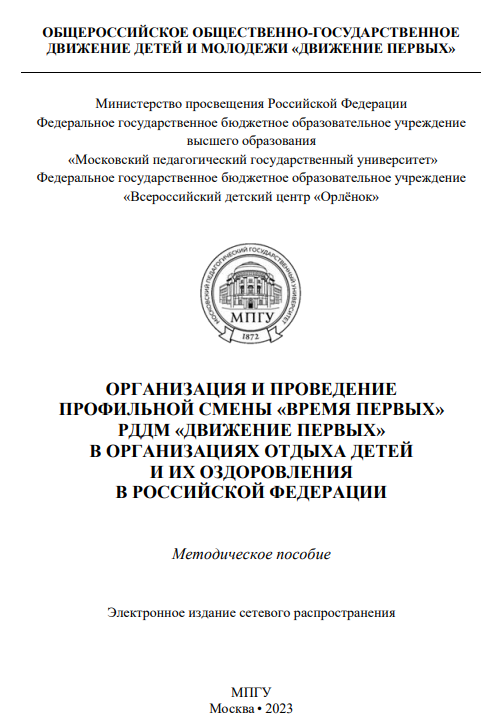 ОБЩЕРОССИЙСКОЕ ОБЩЕСТВЕННО-ГОСУДАРСТВЕННОЕ
ДВИЖЕНИЕ ДЕТЕЙ И МОЛОДЕЖИ «ДВИЖЕНИЕ ПЕРВЫХ»
Министерство просвещения Российской Федерации
Федеральное государственное бюджетное образовательное учреждение
высшего образования
«Московский педагогический государственный университет»
Федеральное государственное бюджетное образовательное учреждение
«Всероссийский детский центр «Орлёнок»
МОСКОВСКИЙ ПЕДАГОГИЧЕСКИЙ ГОСУДАРСТВЕННЫЙ УНИВЕРСИТЕТ
МПГУ
1872
ОРГАНИЗАЦИЯ И ПРОВЕДЕНИЕ
ПРОФИЛЬНОЙ СМЕНЫ «ВРЕМЯ ПЕРВЫХ»
РДДМ «ДВИЖЕНИЕ ПЕРВЫХ»
В ОРГАНИЗАЦИЯХ ОТДЫХА ДЕТЕЙ
И ИХ ОЗДОРОВЛЕНИЯ
В РОССИЙСКОЙ ФЕДЕРАЦИИ
Методическое пособие
Электронное издание сетевого распространения
МПГУ
Москва • 2023